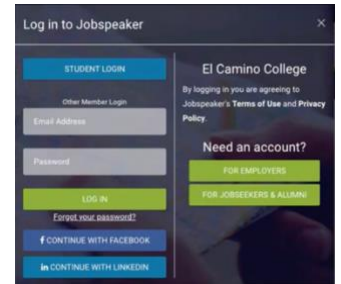 Log in to Jobspeaker
×
STUDENT LOGIN
Other Member Login
Email Address
Password
LOG IN
Forgot your password?
f CONTINUE WITH FACEBOOK
in CONTINUE WITH LINKEDIN
El Camino College
By logging in you are agreeing to
Jobspeaker's Terms of Use and Privacy
Policy.
Need an account?
FOR EMPLOYERS
FOR JOBSEEKERS & ALUMNI